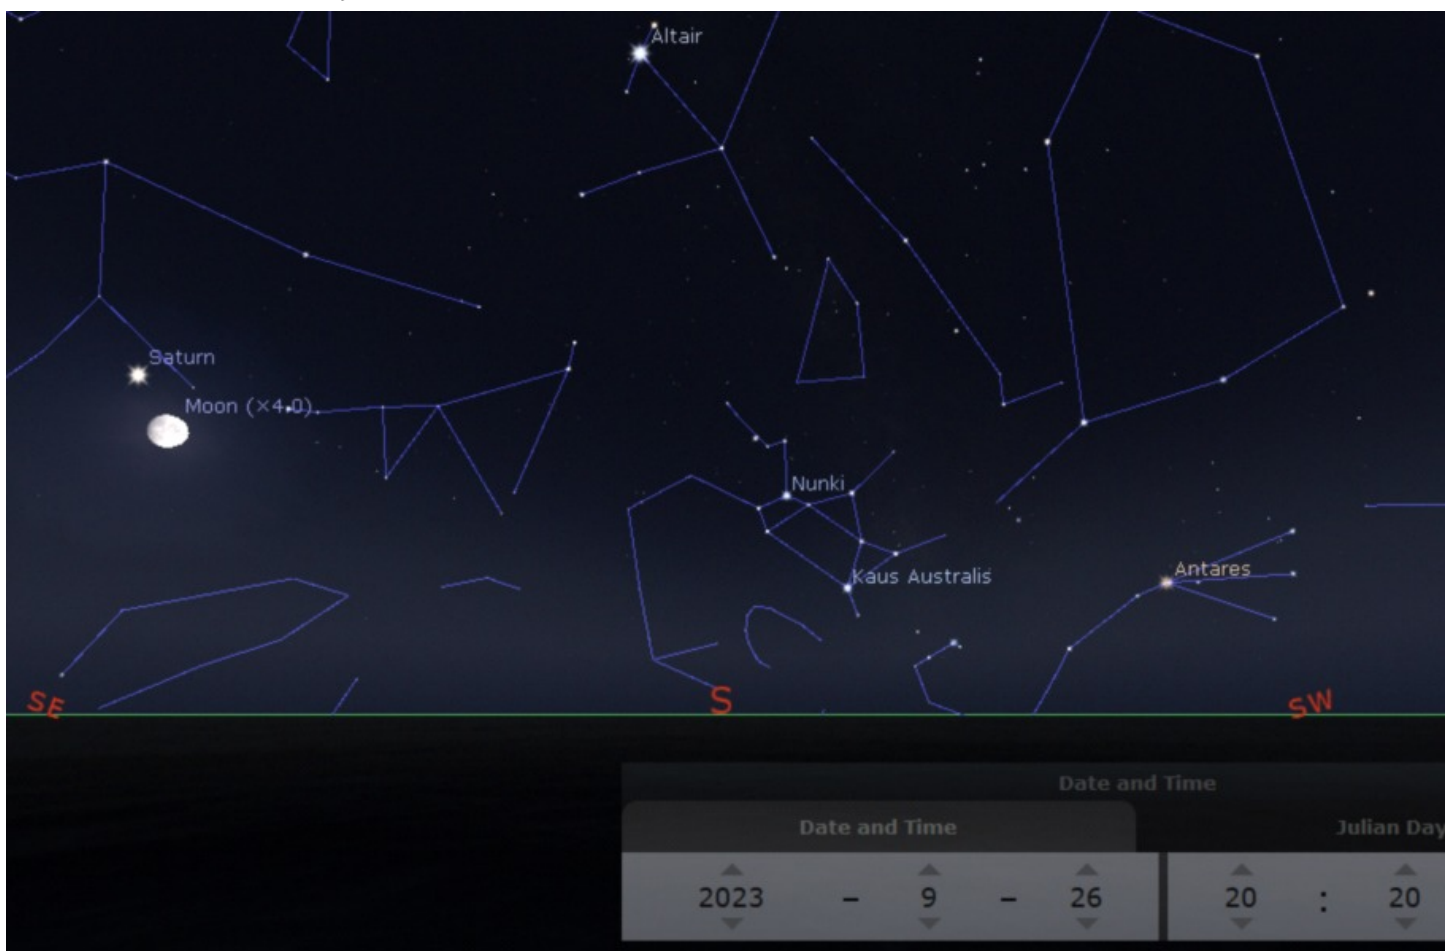 Altair
Saturn
Moon (×4.0)
Nunki
Kaus Australis
Antares
SE
S
SW
Date and Time
Date and Time
Julian Day
2023 – 9 – 26
20 : 20